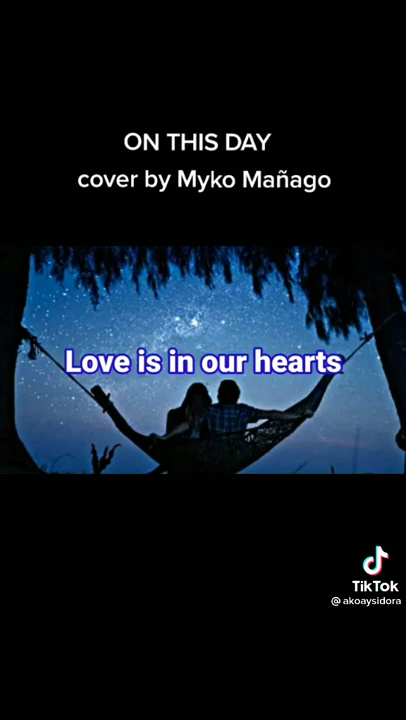 ON THIS DAY
cover by Myko Mañago
Love is in our hearts
TikTok
@akoaysidora